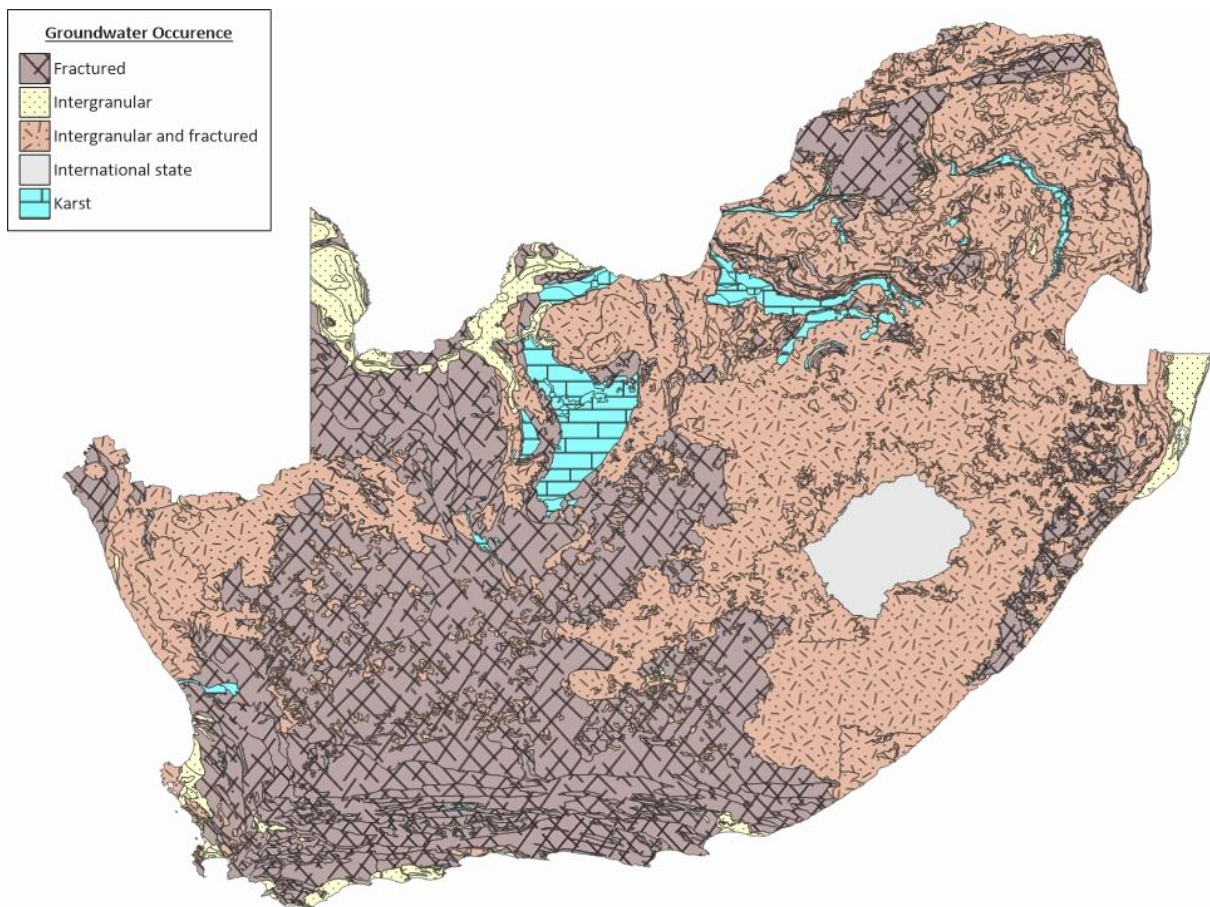 Groundwater Occurence
Fractured
Intergranular
Intergranular and fractured
International state
Karst